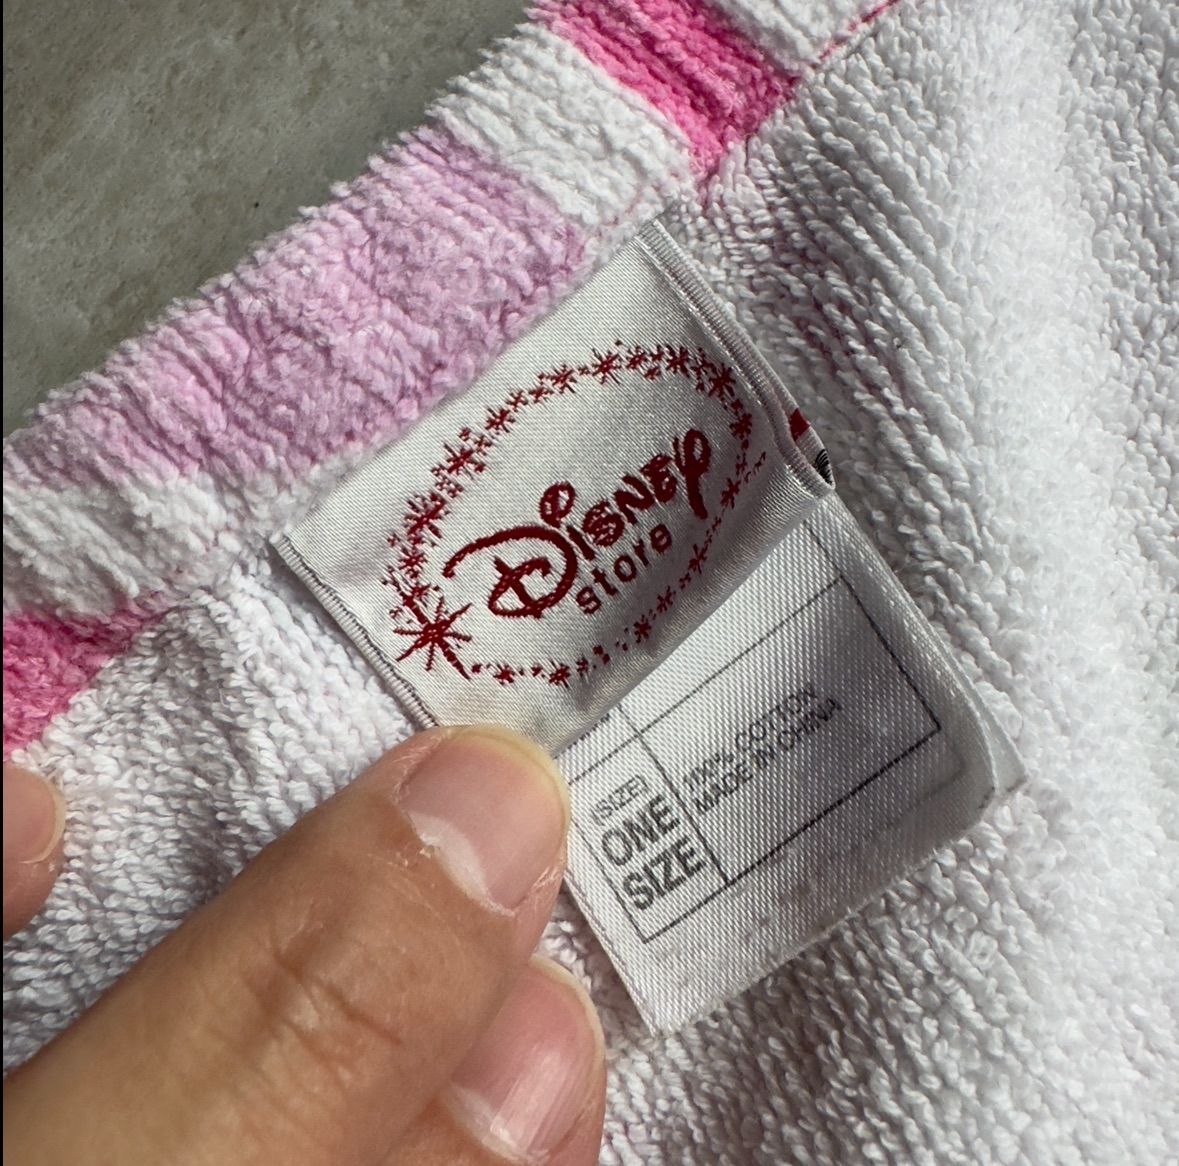 Disney
store
(SIZE)
ONE
SIZE
100% COTTON
MADE IN CHINA